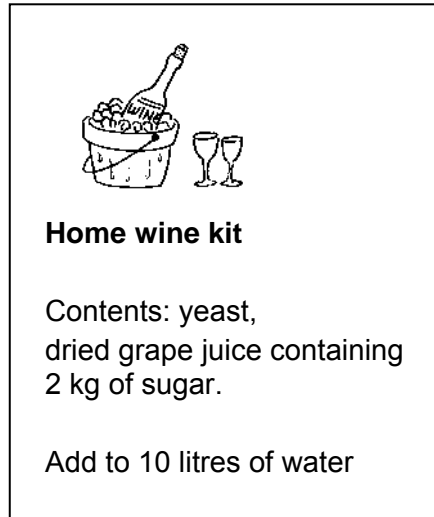 WINE
Home wine kit
Contents: yeast,
dried grape juice containing
2 kg of sugar.
Add to 10 litres of water